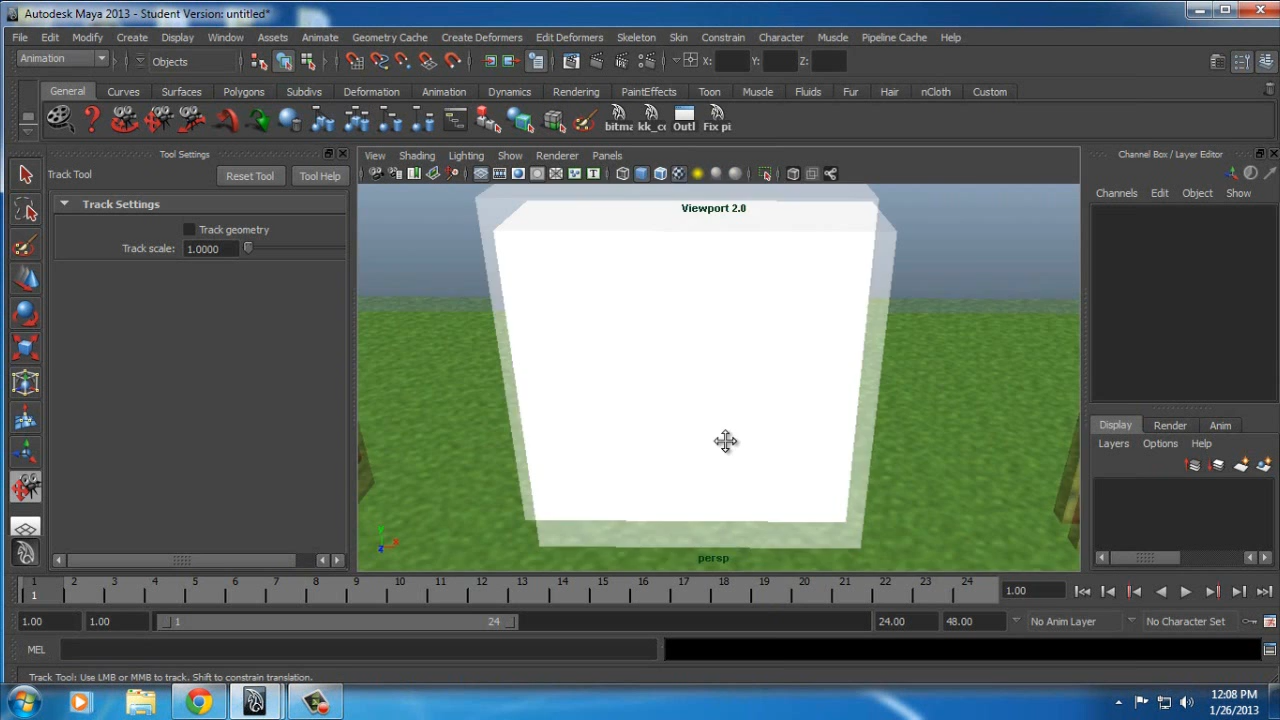 Autodesk Maya 2013 - Student Version: untitled*
File Edit Modify Create Display Window Assets Animate Geometry Cache Create Deformers Edit Deformers Skeleton Skin Constrain Character Muscle Pipeline Cache Help
Animation Objects X: Y: Z:
General Curves Surfaces Polygons Subdivs Deformation Animation Dynamics Rendering PaintEffects Toon Muscle Fluids Fur Hair nCloth Custom
bitma kk_cc Outl Fix pi
Tool Settings
Track Tool Reset Tool Tool Help
Track Settings
Track geometry
Track scale: 1.0000
View Shading Lighting Show Renderer Panels
Viewport 2.0
persp
Channel Box / Layer Editor
Channels Edit Object Show
Display Render Anim
Layers Options Help
1 2 3 4 5 6 7 8 9 10 11 12 13 14 15 16 17 18 19 20 21 22 23 24
1 1.00
1.00 1.00 1 24 24.00 48.00 No Anim Layer No Character Set
MEL
Track Tool: Use LMB or MMB to track. Shift to constrain translation.
12:08 PM
1/26/2013